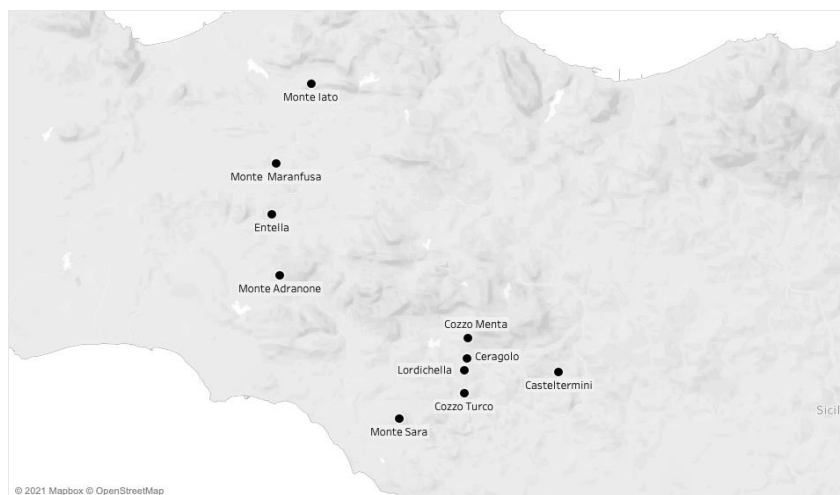 Monte Iato
Monte Maranfusa
Entella
Monte Adranone
Cozzo Menta
Ceragolo
Lordichella
Casteltermini
Cozzo Turco
Sicil
Monte Sara
© 2021 Mapbox © OpenStreetMap